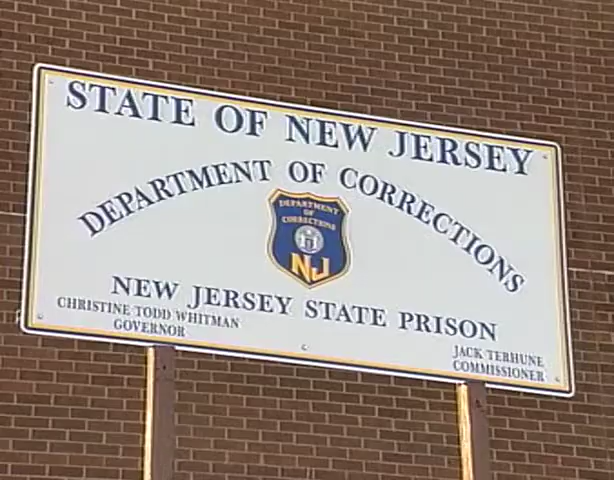 STATE OF NEW JERSEY
DEPARTMENT OF CORRECTIONS
DEPARTMENT
OF
CORRECTIONS
NJ
NEW JERSEY STATE PRISON
CHRISTINE TODD WHITMAN
GOVERNOR
JACK TERHUNE
COMMISSIONER